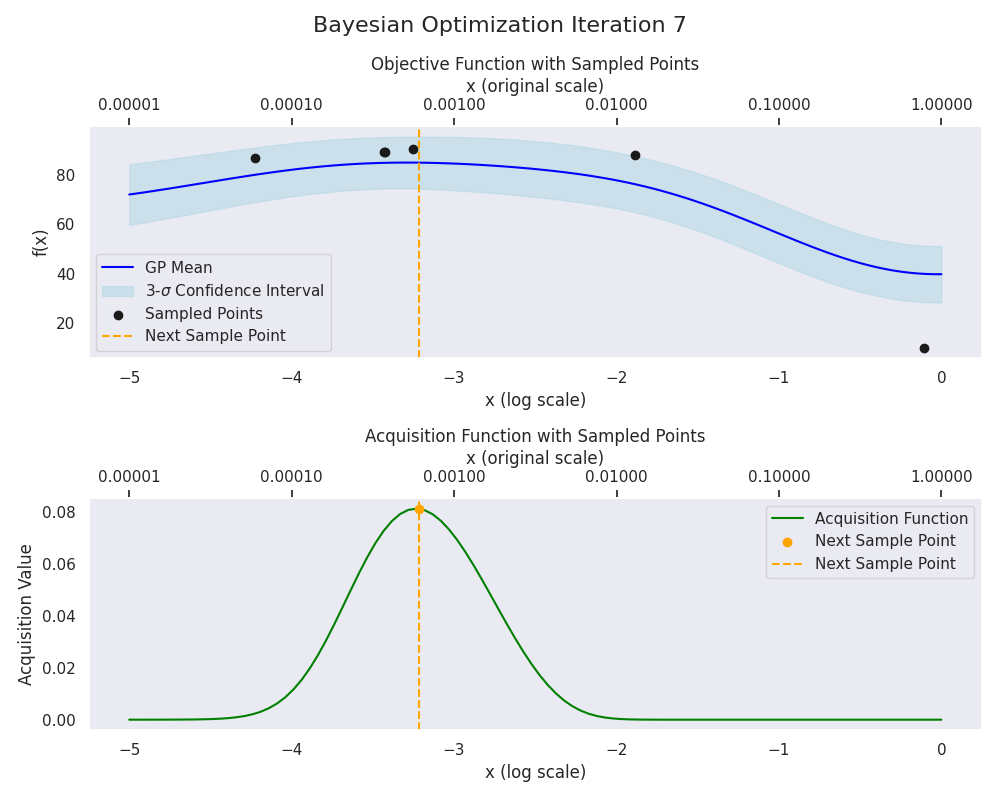 Bayesian Optimization Iteration 7
Objective Function with Sampled Points
x (original scale)
0.00001 0.00010 0.00100 0.01000 0.10000 1.00000
80
60
40
20
f(x)
GP Mean
3-σ Confidence Interval
Sampled Points
Next Sample Point
−5 −4 −3 −2 −1 0
x (log scale)
Acquisition Function with Sampled Points
x (original scale)
0.00001 0.00010 0.00100 0.01000 0.10000 1.00000
0.08
0.06
0.04
0.02
0.00
Acquisition Value
Acquisition Function
Next Sample Point
Next Sample Point
−5 −4 −3 −2 −1 0
x (log scale)